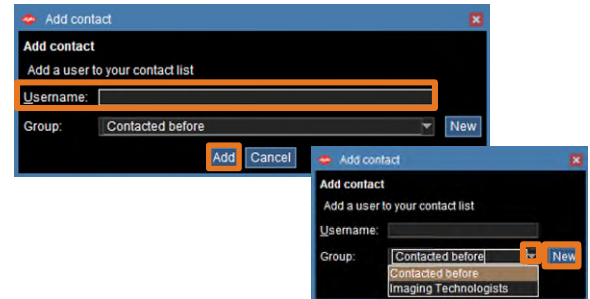 Add contact
Add contact
Add a user to your contact list
Username:
Group: Contacted before New
Add Cancel
Add contact
Add contact
Add a user to your contact list
Username:
Group: Contacted before New
Contacted before
Imaging Technologists